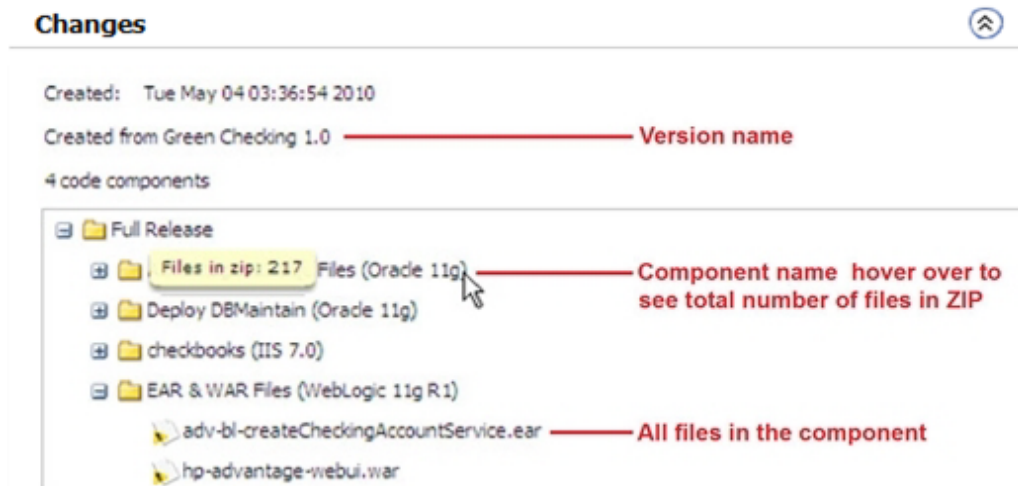 Changes
Created: Tue May 04 03:36:54 2010
Created from Green Checking 1.0
Version name
4 code components
Full Release
Files in zip: 217 Files (Oracle 11g)
Component name hover over to
see total number of files in ZIP
Deploy DBMaintain (Oracle 11g)
checkbooks (IIS 7.0)
EAR & WAR Files (WebLogic 11g R1)
adv-bl-createCheckingAccountService.ear
All files in the component
hp-advantage-webui.war